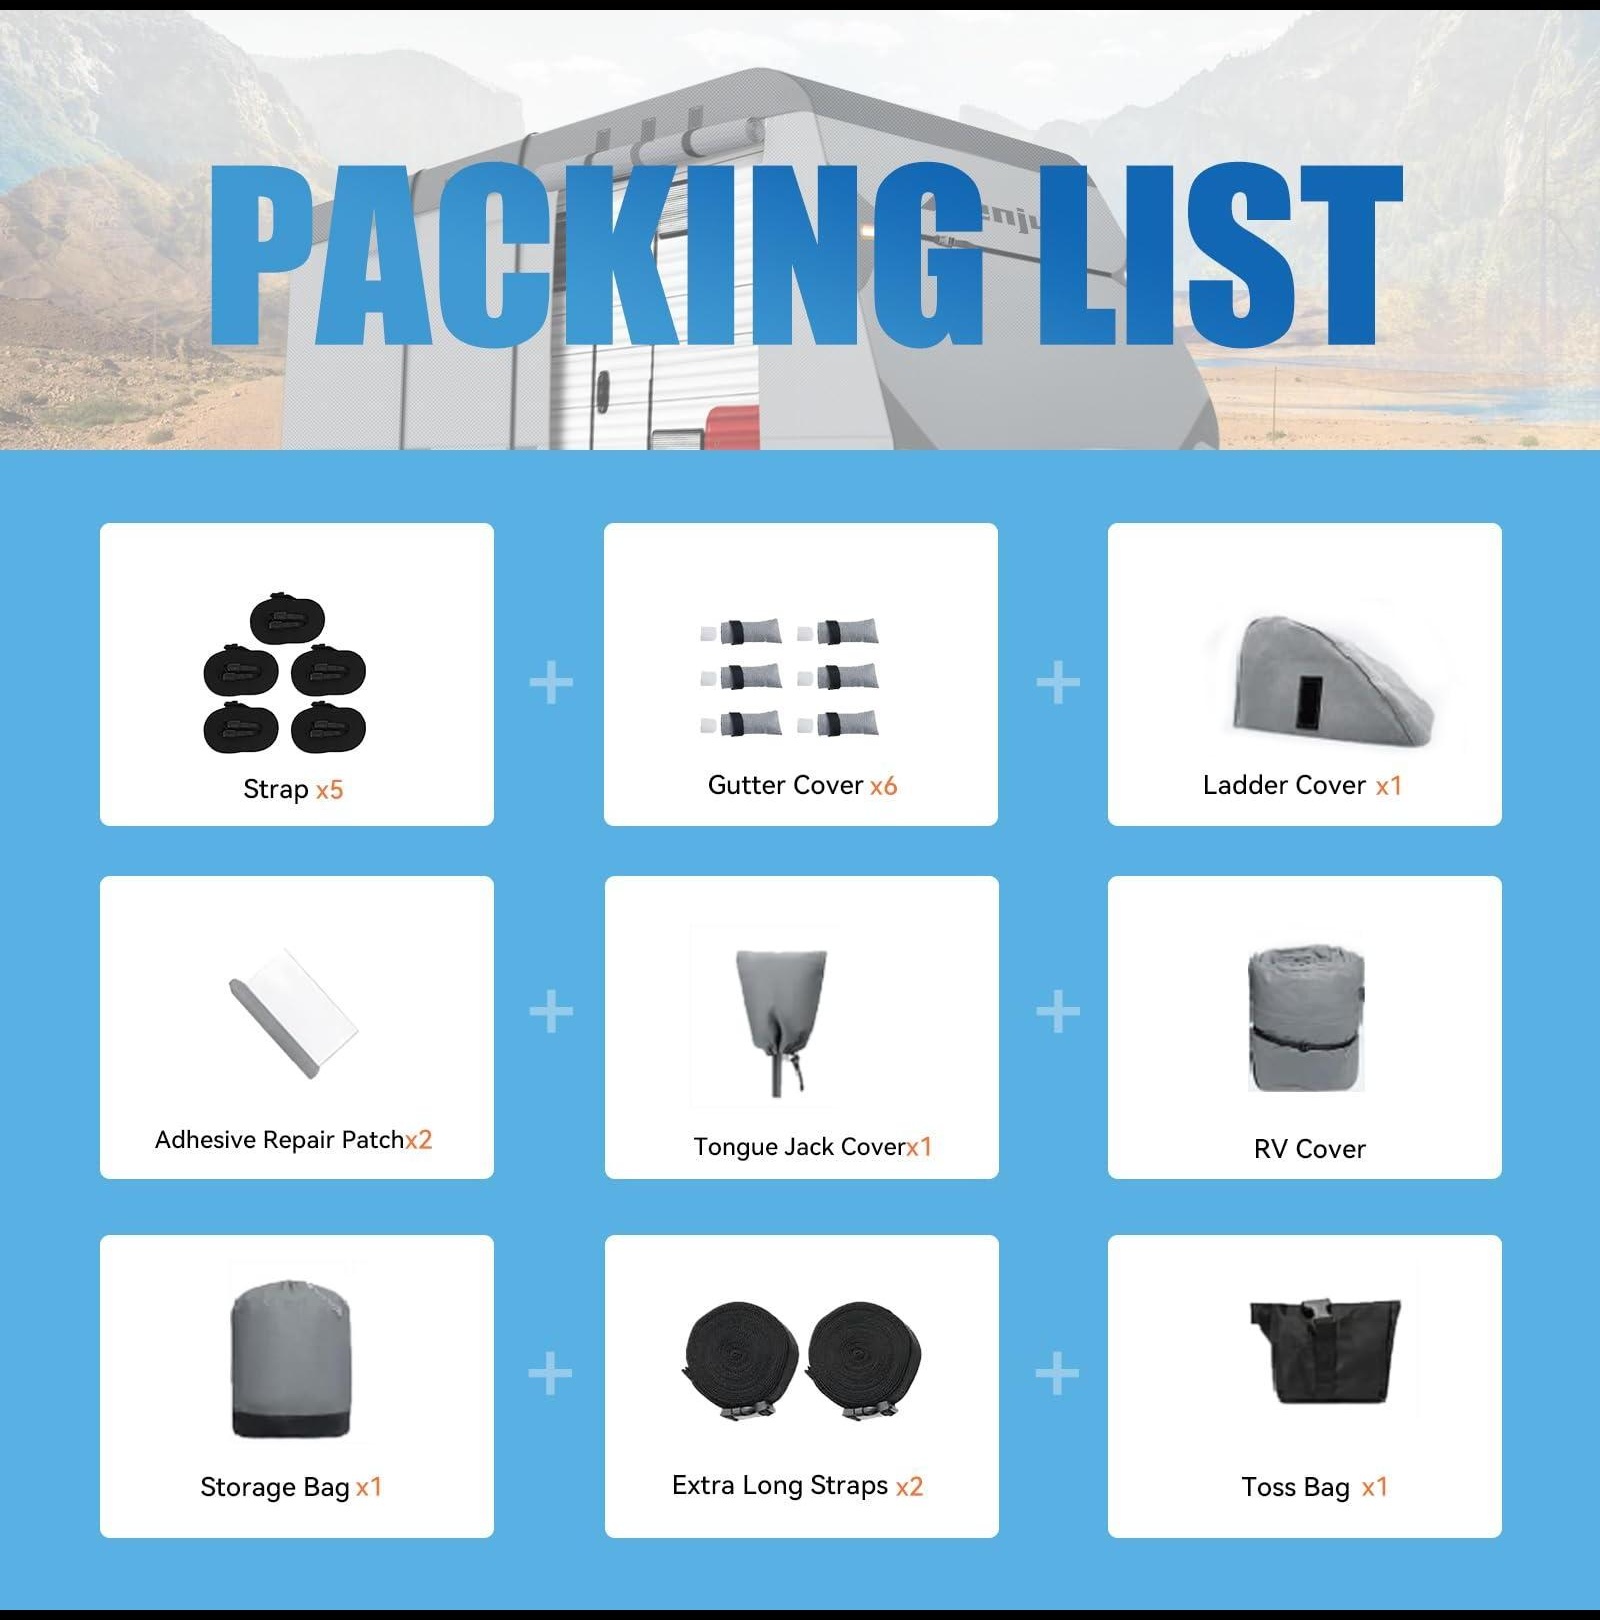 PACKING LIST
Strap x5
Gutter Cover x6
Ladder Cover x1
Adhesive Repair Patchx2
Tongue Jack Coverx1
RV Cover
Storage Bag x1
Extra Long Straps x2
Toss Bag x1